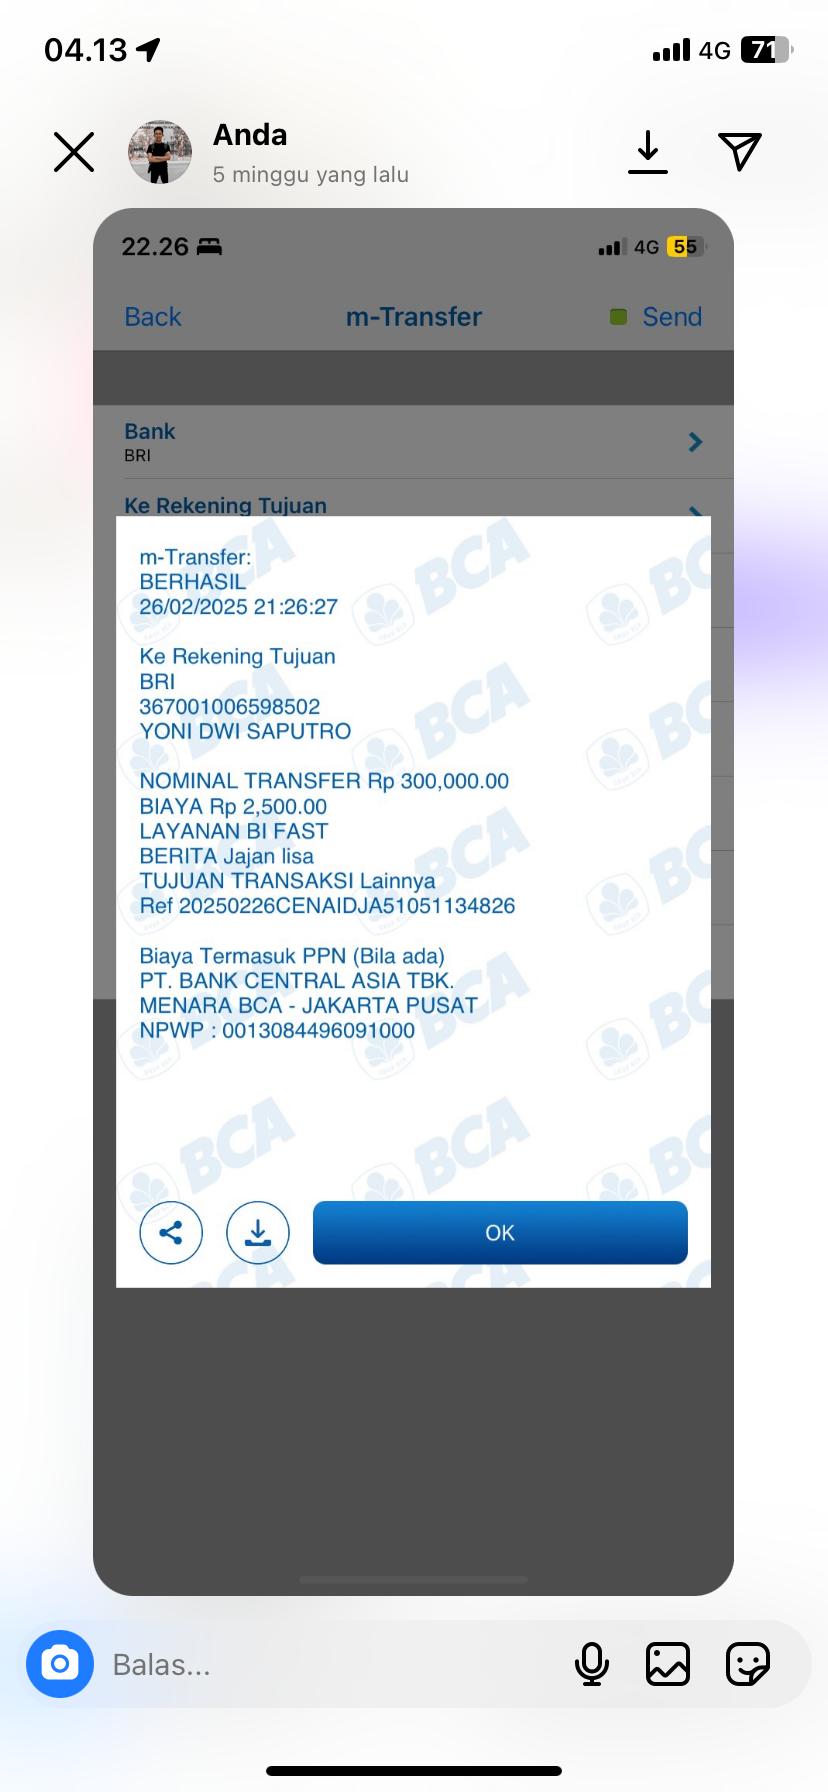 04.13
4G 71
Anda
5 minggu yang lalu
22.26
4G 55
Back m-Transfer Send
Bank
BRI
Ke Rekening Tujuan
m-Transfer:
BERHASIL
26/02/2025 21:26:27
Ke Rekening Tujuan
BRI
367001006598502
YONI DWI SAPUTRO
NOMINAL TRANSFER Rp 300,000.00
BIAYA Rp 2,500.00
LAYANAN BI FAST
BERITA Jajan lisa
TUJUAN TRANSAKSI Lainnya
Ref 20250226CENAIDJA51051134826
Biaya Termasuk PPN (Bila ada)
PT. BANK CENTRAL ASIA TBK.
MENARA BCA - JAKARTA PUSAT
NPWP : 0013084496091000
BCA
OK
Balas...